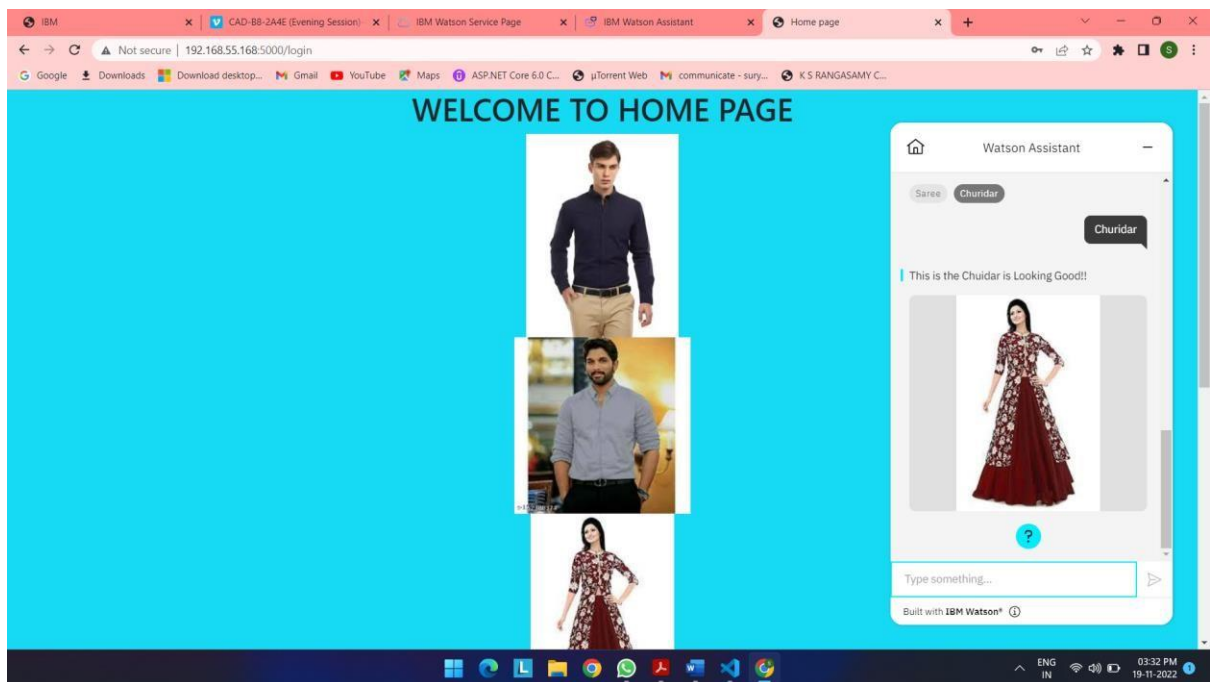 IBM
CAD-BB-2A4E (Evening Session)
IBM Watson Service Page
IBM Watson Assistant
Home page
Not secure | 192.168.55.168:5000/login
Google
Downloads
Download desktop...
Gmail
YouTube
Maps
ASP.NET Core 6.0 C...
µTorrent Web
communicate - sury...
K S RANGASAMY C...
S
WELCOME TO HOME PAGE
Watson Assistant
Saree
Churidar
Churidar
This is the Chuidar is Looking Good!!
?
Type something...
Built with IBM Watson®
ENG
IN
03:32 PM
19-11-2022
1